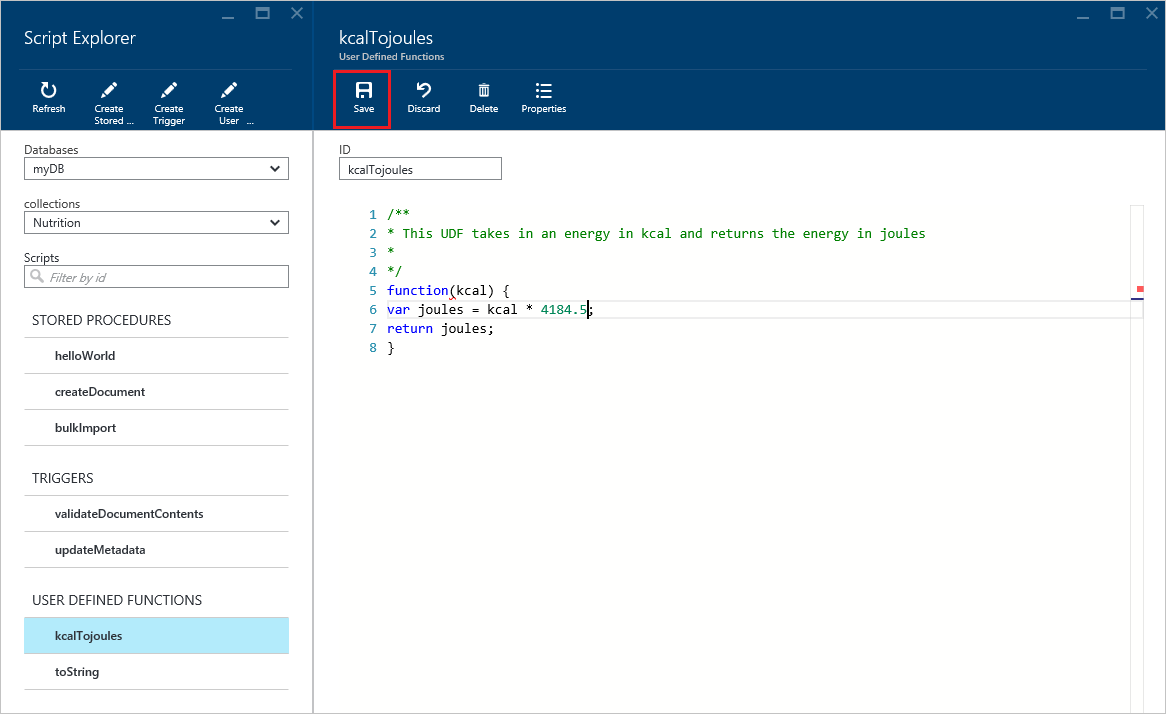 Script Explorer
Refresh
Create
Stored ...
Create
Trigger
Create
User ...
Databases
myDB
collections
Nutrition
Scripts
Filter by id
STORED PROCEDURES
helloWorld
createDocument
bulkImport
TRIGGERS
validateDocumentContents
updateMetadata
USER DEFINED FUNCTIONS
kcalTojoules
toString
kcalTojoules
User Defined Functions
Save
Discard
Delete
Properties
ID
kcalTojoules
1 /**
2 * This UDF takes in an energy in kcal and returns the energy in joules
3 *
4 */
5 function(kcal) {
6 var joules = kcal * 4184.5;
7 return joules;
8 }